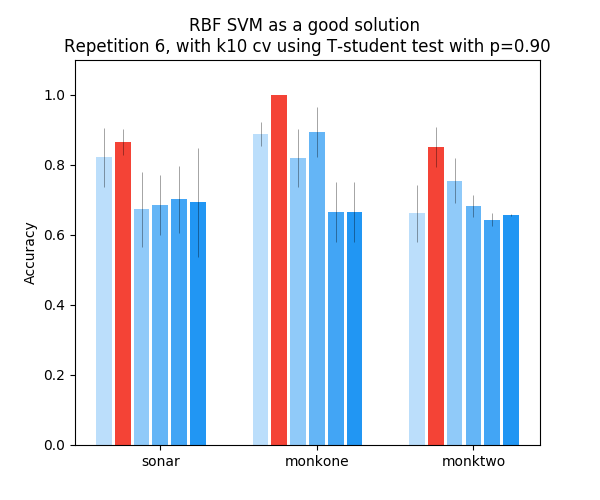 RBF SVM as a good solution
Repetition 6, with k10 cv using T-student test with p=0.90
Accuracy
1.0
0.8
0.6
0.4
0.2
0.0
sonar
monkone
monktwo